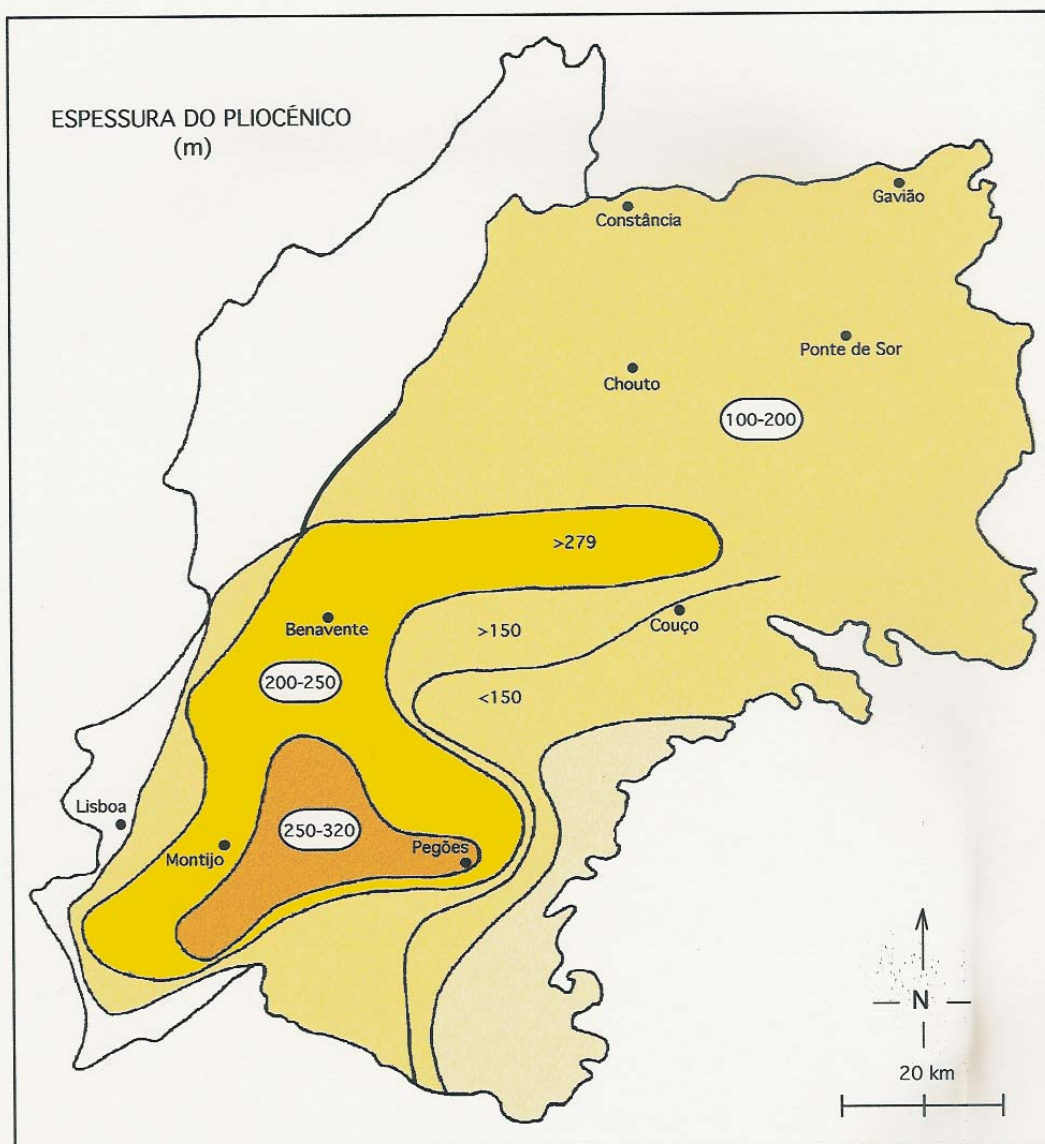 ESPESSURA DO PLIOCÉNICO
(m)
Gavião
Constância
Ponte de Sor
Chouto
100-200
>279
Benavente
>150
Couço
200-250
<150
Lisboa
250-320
Montijo
Pegões
N
20 km